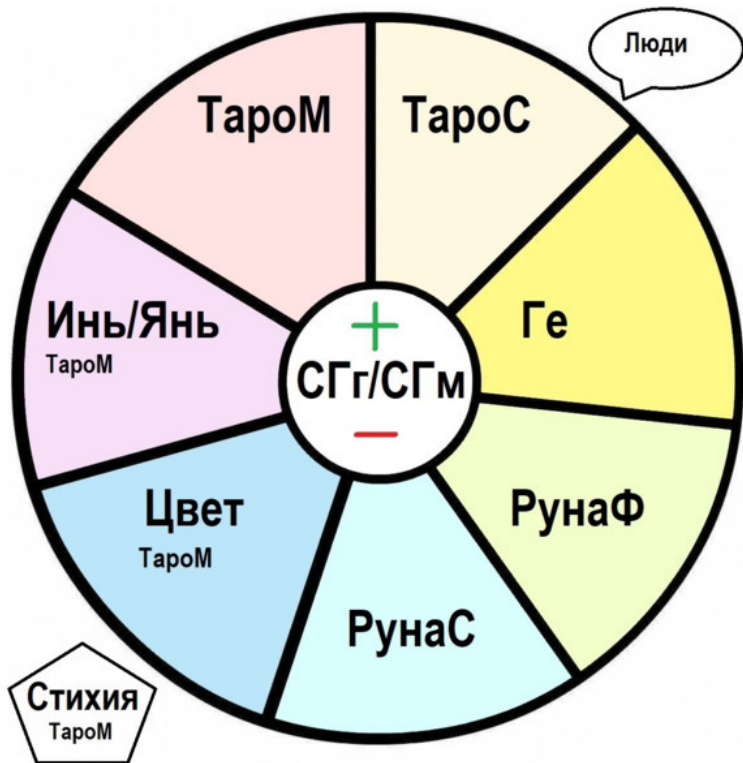 Люди
ТароМ
ТароС
Ге
РунаФ
РунаС
Цвет
ТароМ
Инь/Янь
ТароМ
+
СГг/СГм
−
Стихия
ТароМ